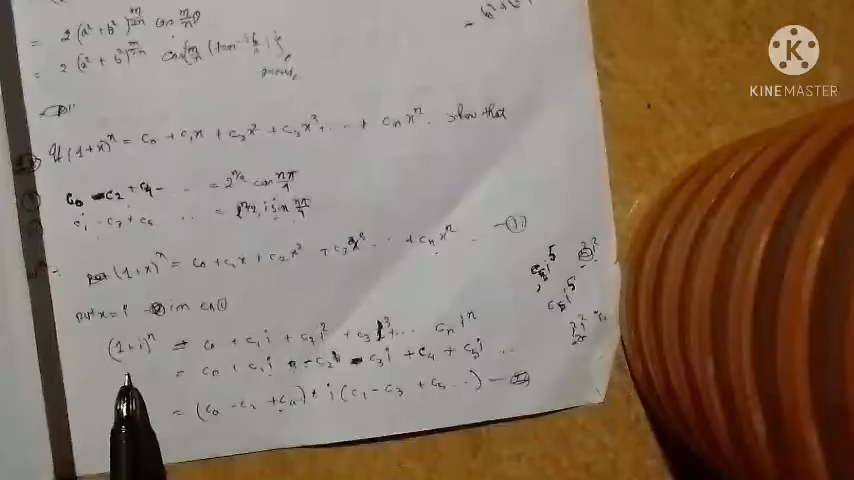 = 2 (a² + b²)^{m/2n} cos m/n θ
= 2 (a² + b²)^{m/2n} cos{m/n (tan⁻¹ b/a)}
KINEMASTER
If (1+x)ⁿ = c₀ + c₁x + c₂x² + c₃x³ + ... + cₙxⁿ. show that
c₀ - c₂ + c₄ - ... = 2^{n/2} cos nπ/4
c₁ - c₃ + c₅ ... = 2^{n/2} i sin nπ/4
(1+x)ⁿ = c₀ + c₁x + c₂x² + c₃x³ ... + cₙxⁿ ...
put x = i in
(1+i)ⁿ = c₀ + c₁i + c₂i² + c₃i³ + ... cₙiⁿ
= c₀ + c₁i - c₂ - c₃i + c₄ + c₅i ...
= (c₀ - c₂ + c₄) + i (c₁ - c₃ + c₅ ...)